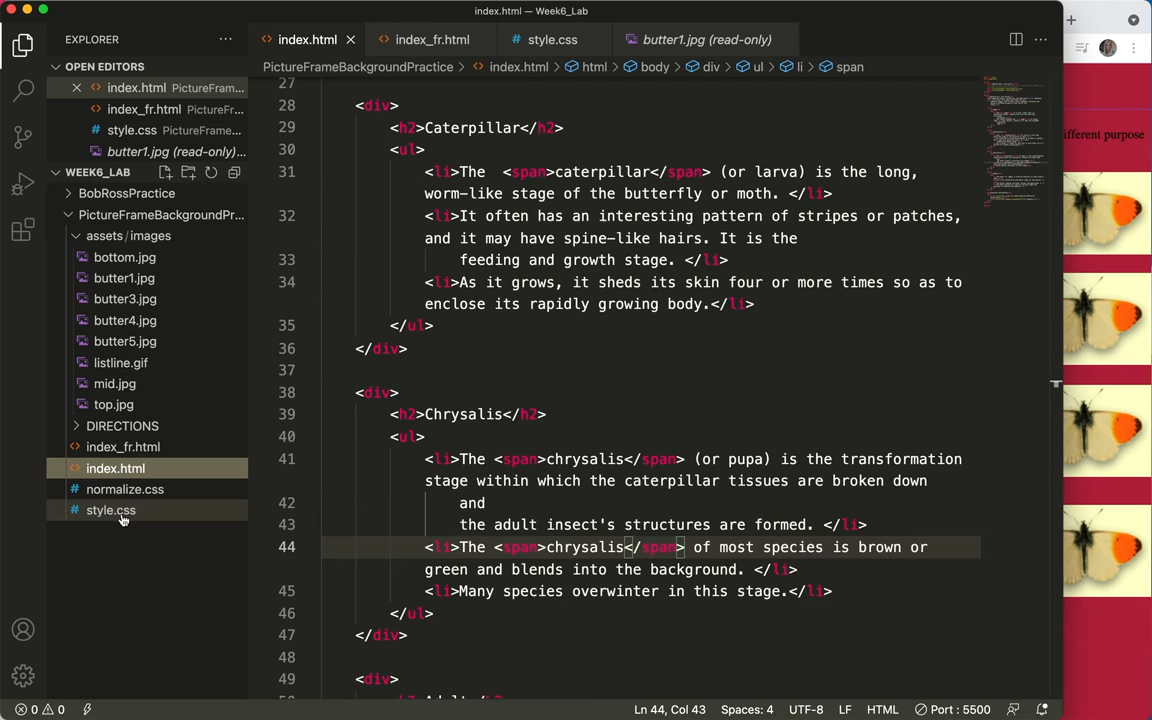 index.html — Week6_Lab
EXPLORER
index.html
index_fr.html
style.css
butter1.jpg (read-only)
OPEN EDITORS
PictureFrameBackgroundPractice > index.html > html > body > div > ul > li > span
index.html PictureFram...
index_fr.html PictureFr...
style.css PictureFrame...
butter1.jpg (read-only)...
WEEK6_LAB
BobRossPractice
PictureFrameBackgroundPr...
assets/images
bottom.jpg
butter1.jpg
butter3.jpg
butter4.jpg
butter5.jpg
listline.gif
mid.jpg
top.jpg
DIRECTIONS
index_fr.html
index.html
normalize.css
style.css
27
28 <div>
29 <h2>Caterpillar</h2>
30 <ul>
31 <li>The  <span>caterpillar</span> (or larva) is the long,
worm-like stage of the butterfly or moth. </li>
32 <li>It often has an interesting pattern of stripes or patches,
and it may have spine-like hairs. It is the
33 feeding and growth stage. </li>
34 <li>As it grows, it sheds its skin four or more times so as to
enclose its rapidly growing body.</li>
35 </ul>
36 </div>
37
38 <div>
39 <h2>Chrysalis</h2>
40 <ul>
41 <li>The <span>chrysalis</span> (or pupa) is the transformation
stage within which the caterpillar tissues are broken down
42 and
43 the adult insect's structures are formed. </li>
44 <li>The <span>chrysalis</span> of most species is brown or
green and blends into the background. </li>
45 <li>Many species overwinter in this stage.</li>
46 </ul>
47 </div>
48
49 <div>
ifferent purpose
0 0
Ln 44, Col 43
Spaces: 4
UTF-8
LF
HTML
Port : 5500